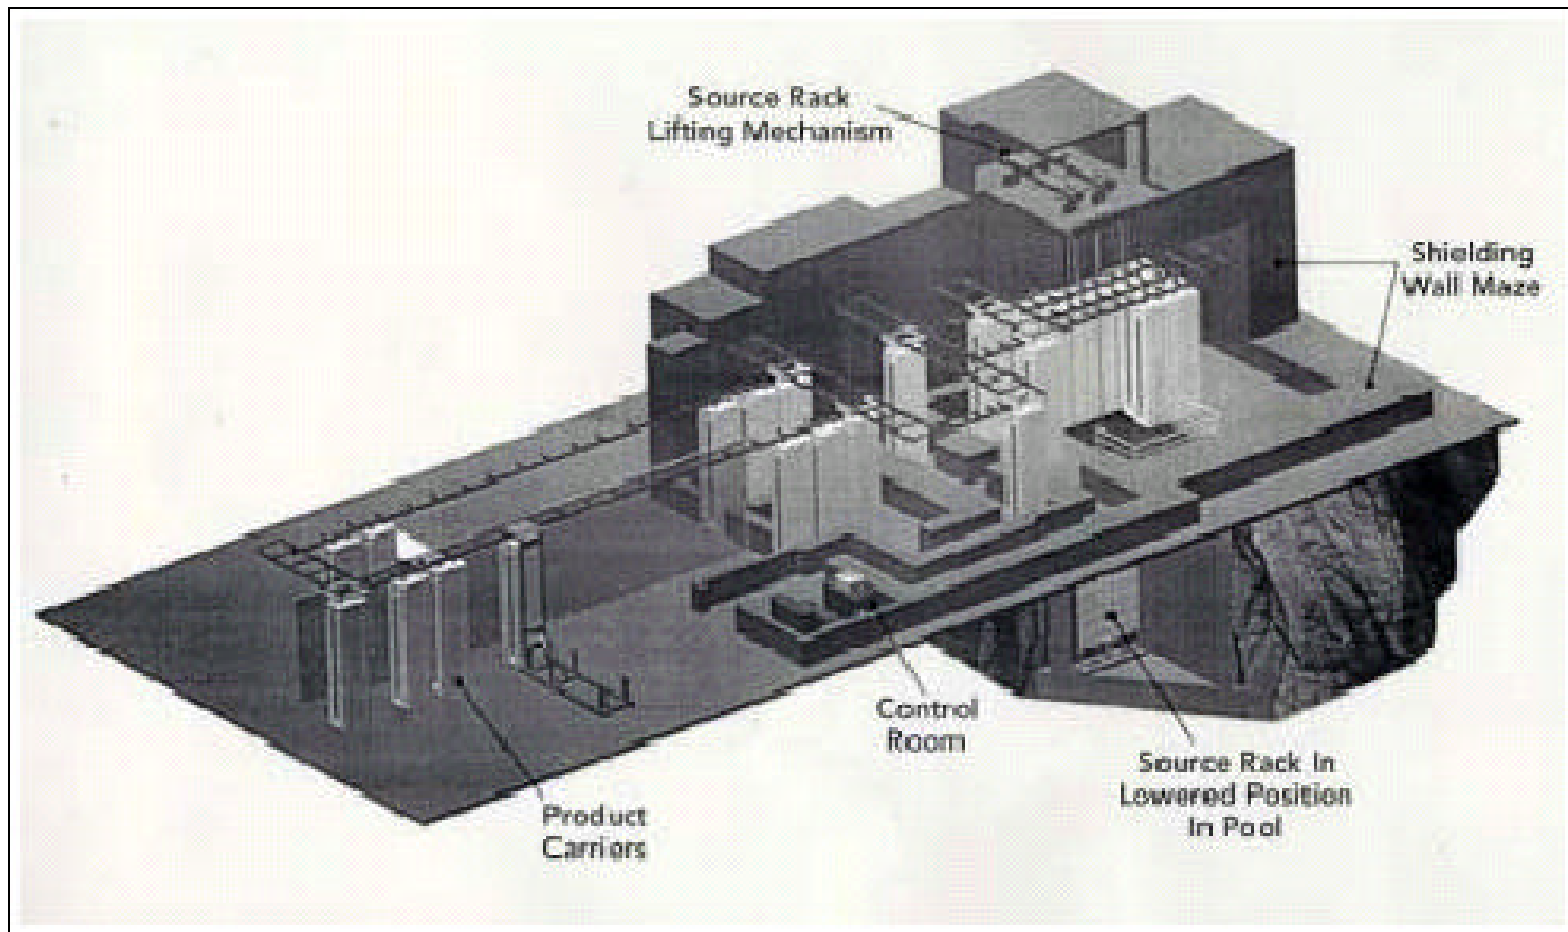 Source Rack
Lifting Mechanism
Shielding
Wall Maze
Control
Room
Source Rack In
Lowered Position
In Pool
Product
Carriers